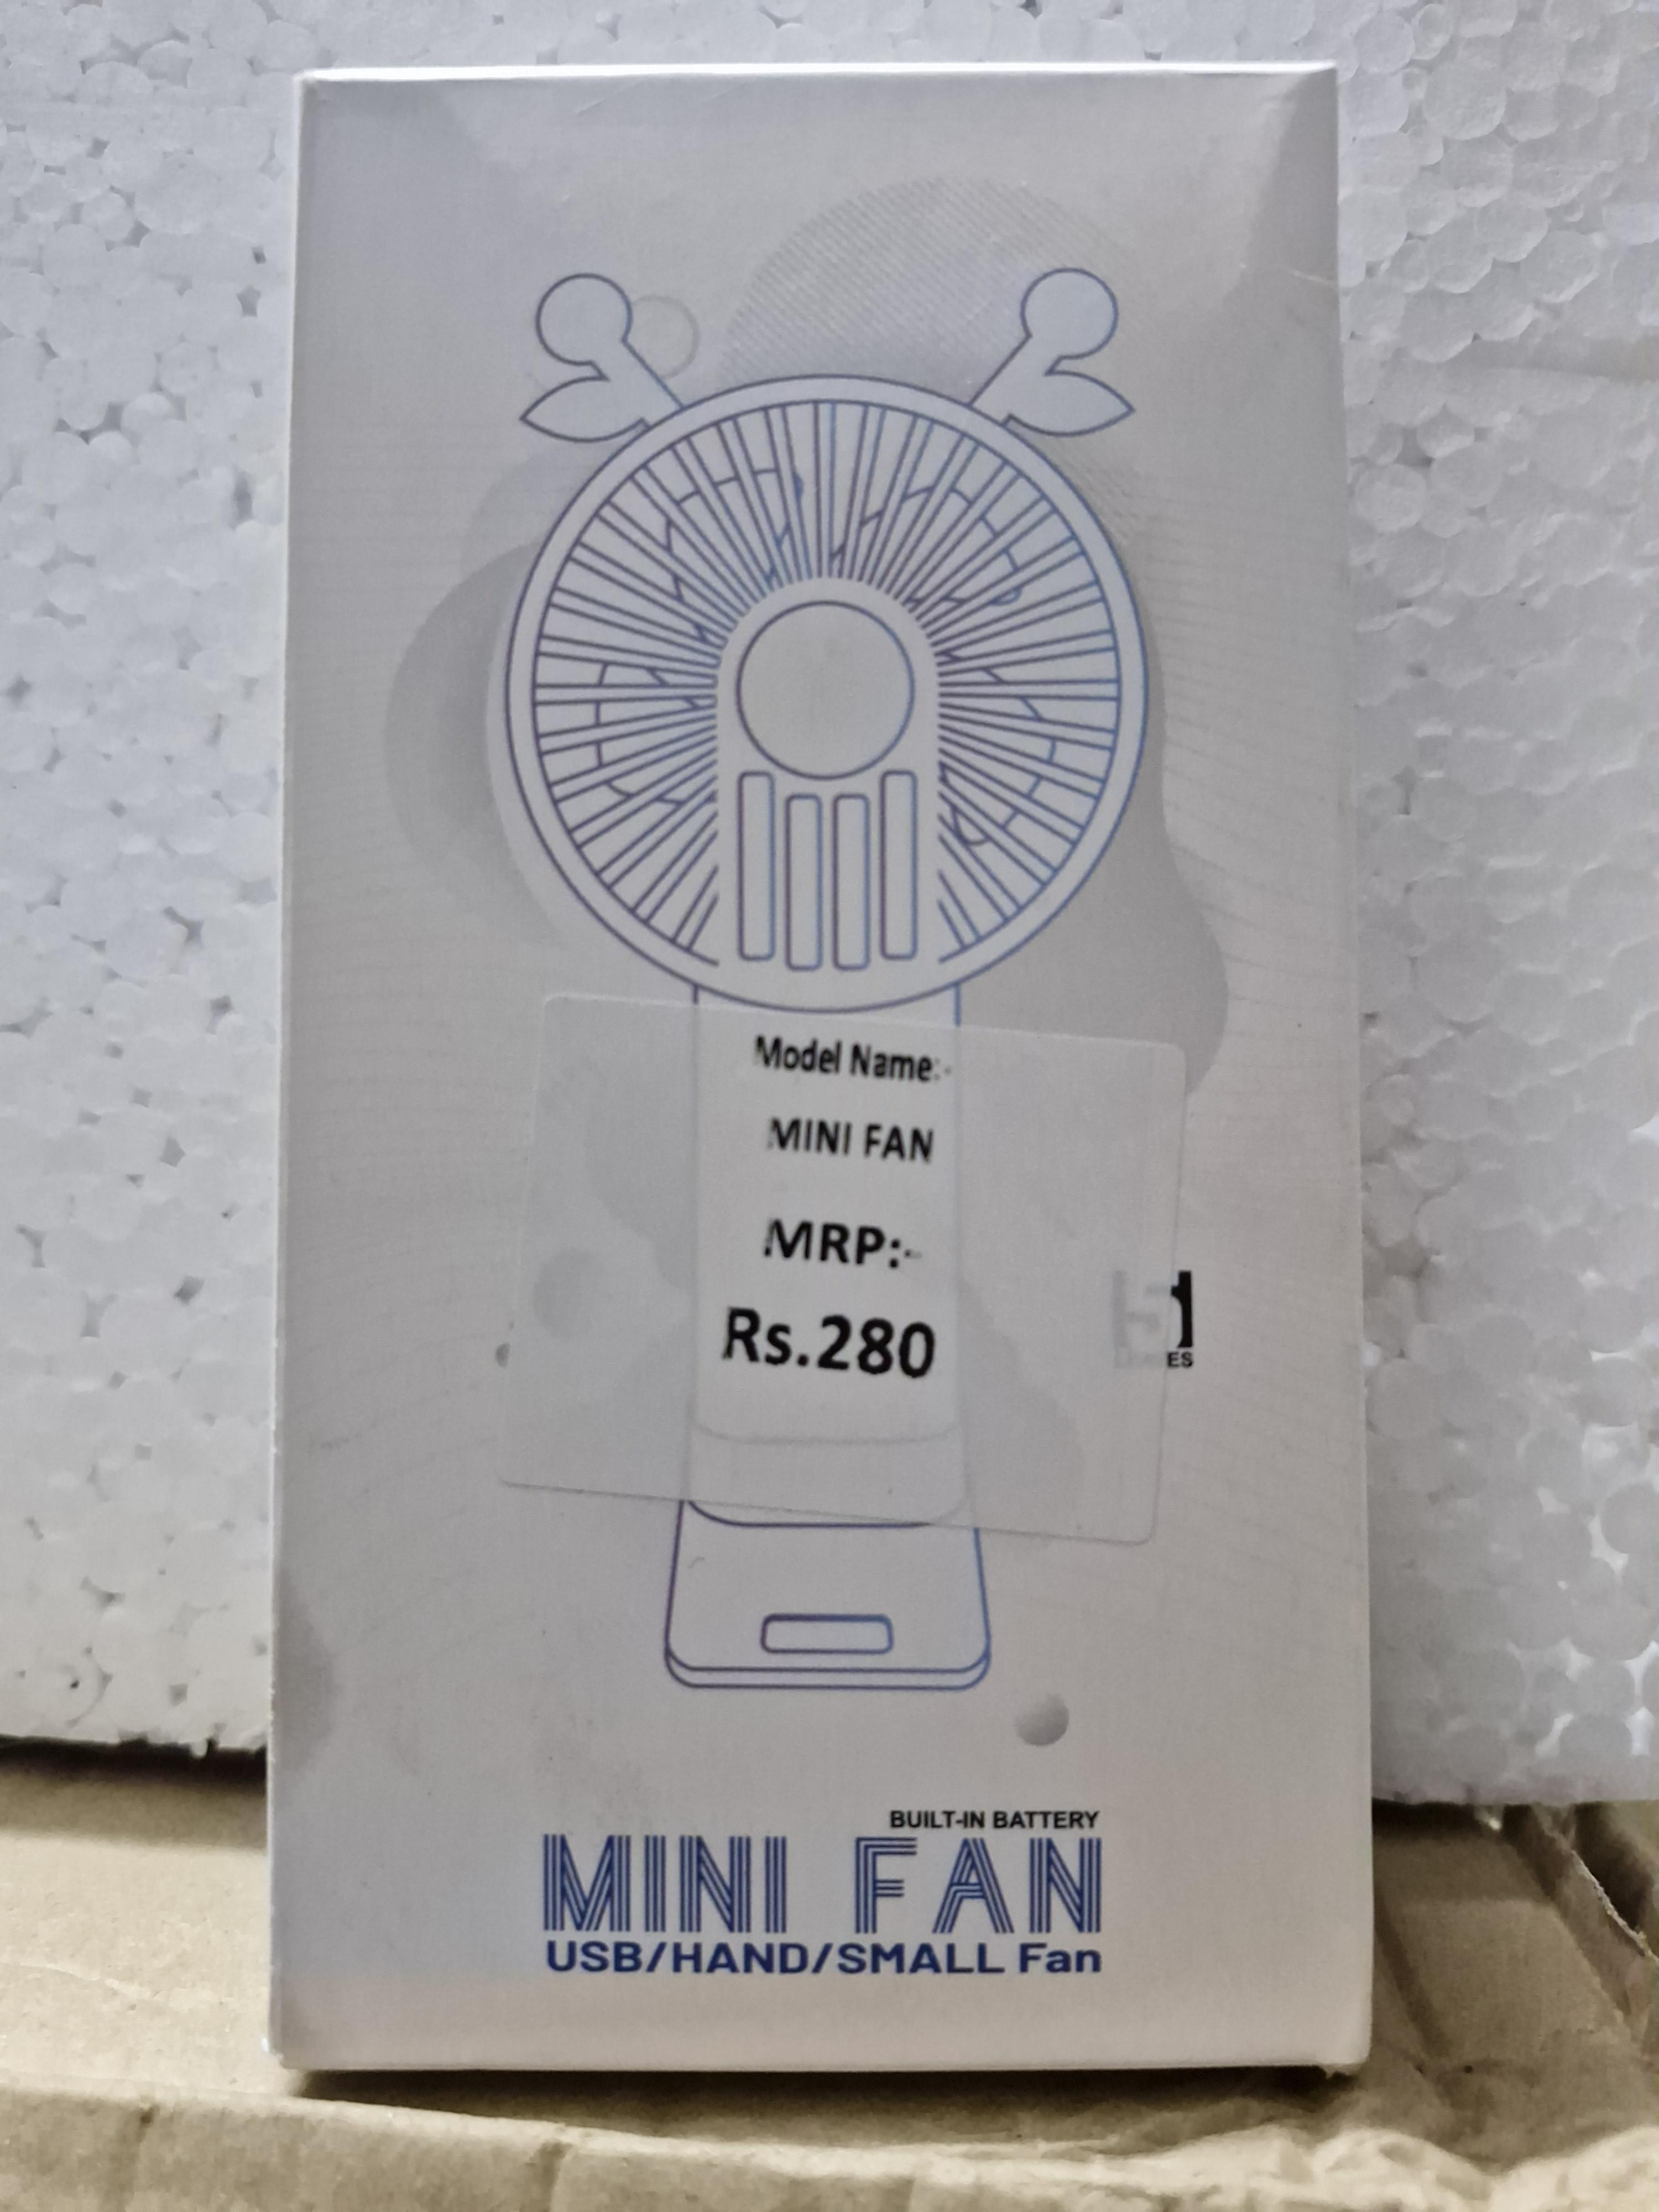 Model Name:-
MINI FAN
MRP:-
Rs.280
BUILT-IN BATTERY
MINI FAN
USB/HAND/SMALL Fan